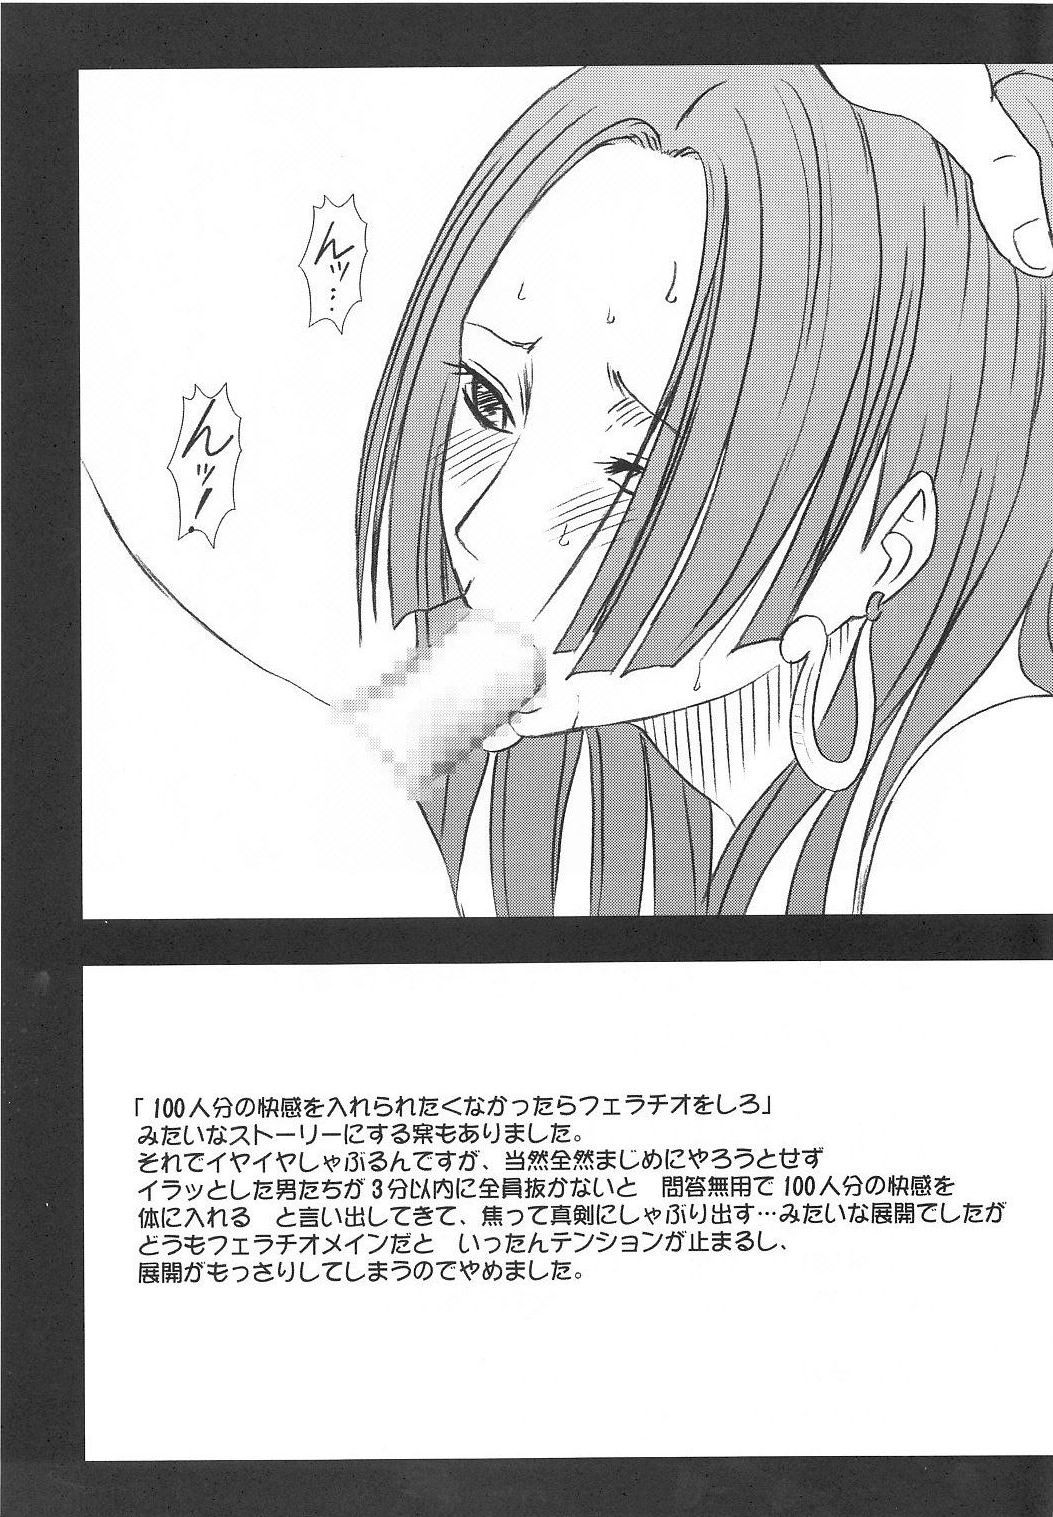 んッ…
んッ!
「100人分の快感を入れられたくなかったらフェラチオをしろ」
みたいなストーリーにする案もありました。
それでイヤイヤしゃぶるんですが、当然全然まじめにやろうとせず
イラッとした男たちが3分以内に全員抜かないと　問答無用で100人分の快感を
体に入れる　と言い出してきて、焦って真剣にしゃぶり出す…みたいな展開でしたが
どうもフェラチオメインだと　いったんテンションが止まるし、
展開がもっさりしてしまうのでやめました。